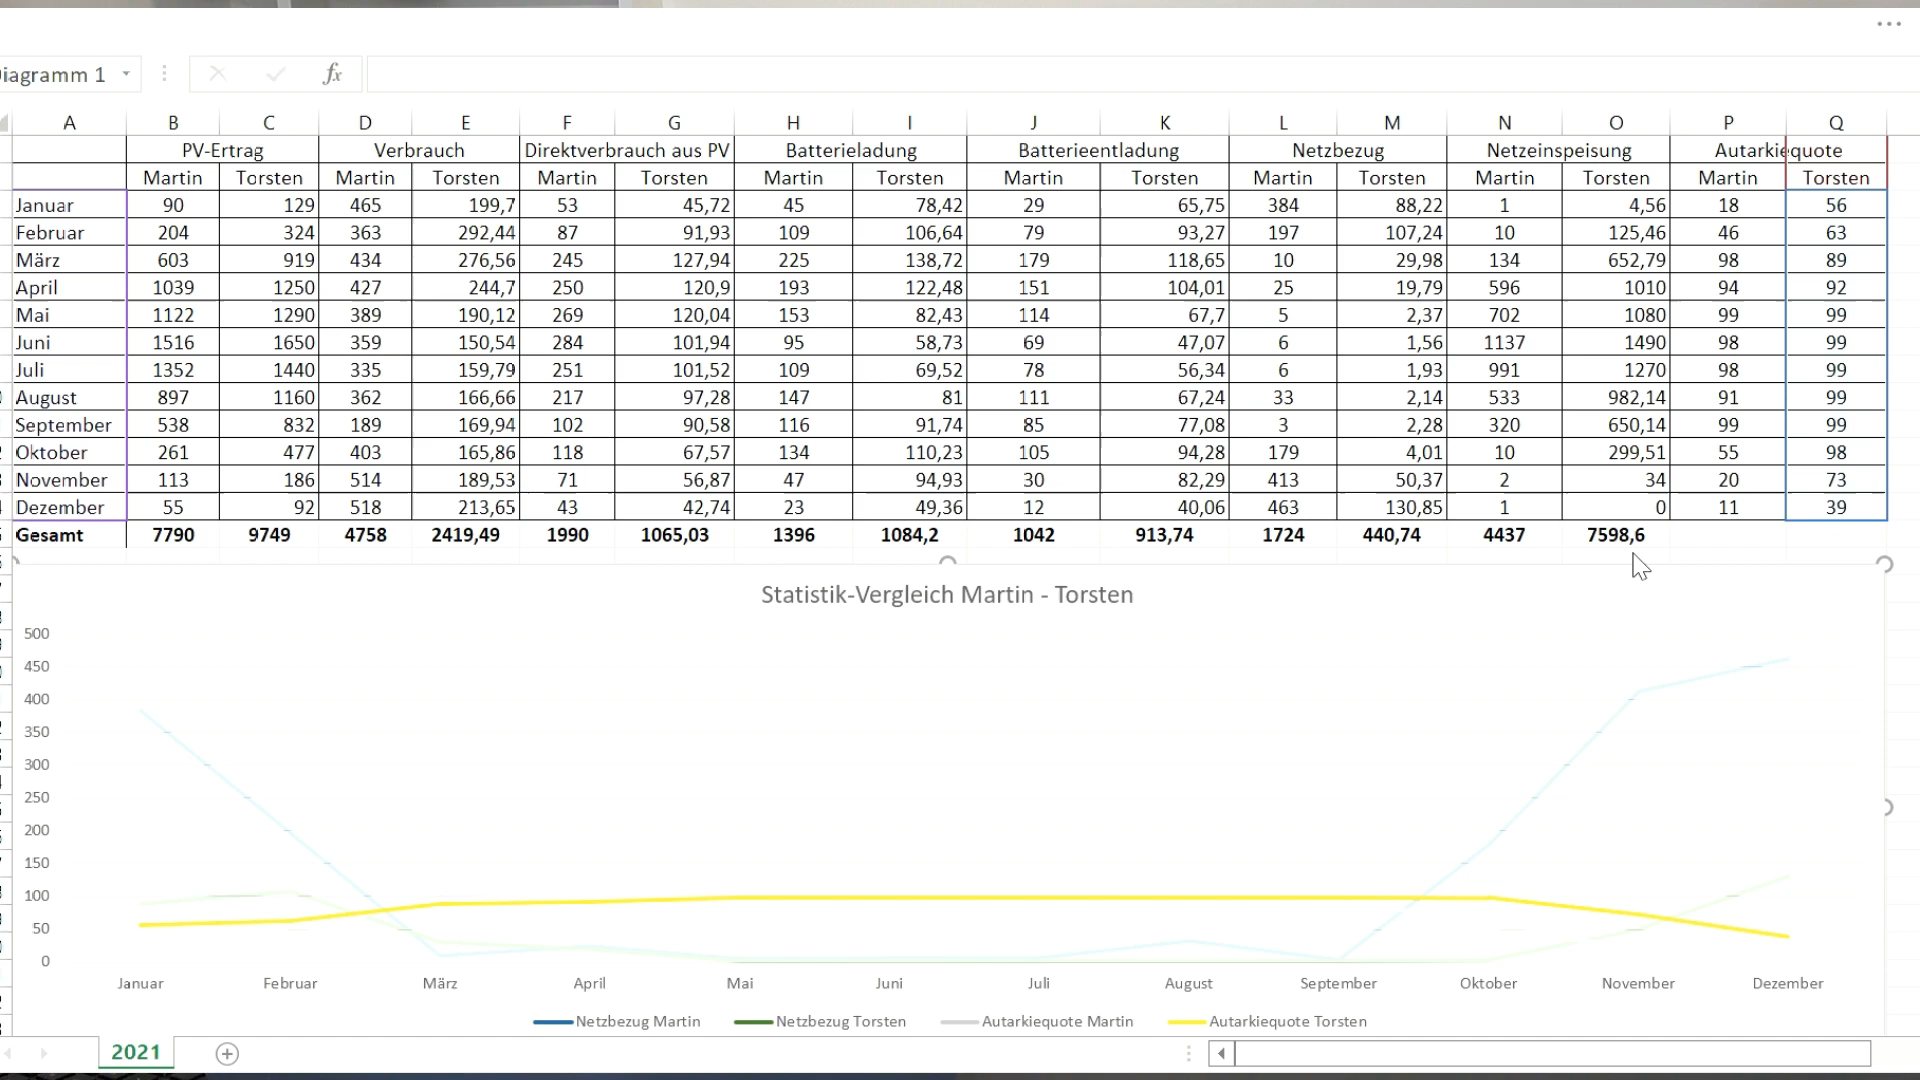 iagramm 1 fx
A B C D E F G H I J K L M N O P Q
PV-Ertrag Verbrauch Direktverbrauch aus PV Batterieladung Batterieentladung Netzbezug Netzeinspeisung Autarkiequote
Martin Torsten Martin Torsten Martin Torsten Martin Torsten Martin Torsten Martin Torsten Martin Torsten Martin Torsten
Januar 90 129 465 199,7 53 45,72 45 78,42 29 65,75 384 88,22 1 4,56 18 56
Februar 204 324 363 292,44 87 91,93 109 106,64 79 93,27 197 107,24 10 125,46 46 63
März 603 919 434 276,56 245 127,94 225 138,72 179 118,65 10 29,98 134 652,79 98 89
April 1039 1250 427 244,7 250 120,9 193 122,48 151 104,01 25 19,79 596 1010 94 92
Mai 1122 1290 389 190,12 269 120,04 153 82,43 114 67,7 5 2,37 702 1080 99 99
Juni 1516 1650 359 150,54 284 101,94 95 58,73 69 47,07 6 1,56 1137 1490 98 99
Juli 1352 1440 335 159,79 251 101,52 109 69,52 78 56,34 6 1,93 991 1270 98 99
August 897 1160 362 166,66 217 97,28 147 81 111 67,24 33 2,14 533 982,14 91 99
September 538 832 189 169,94 102 90,58 116 91,74 85 77,08 3 2,28 320 650,14 99 99
Oktober 261 477 403 165,86 118 67,57 134 110,23 105 94,28 179 4,01 10 299,51 55 98
November 113 186 514 189,53 71 56,87 47 94,93 30 82,29 413 50,37 2 34 20 73
Dezember 55 92 518 213,65 43 42,74 23 49,36 12 40,06 463 130,85 1 0 11 39
Gesamt 7790 9749 4758 2419,49 1990 1065,03 1396 1084,2 1042 913,74 1724 440,74 4437 7598,6
Statistik-Vergleich Martin - Torsten
500
450
400
350
300
250
200
150
100
50
0
Januar Februar März April Mai Juni Juli August September Oktober November Dezember
Netzbezug Martin Netzbezug Torsten Autarkiequote Martin Autarkiequote Torsten
2021